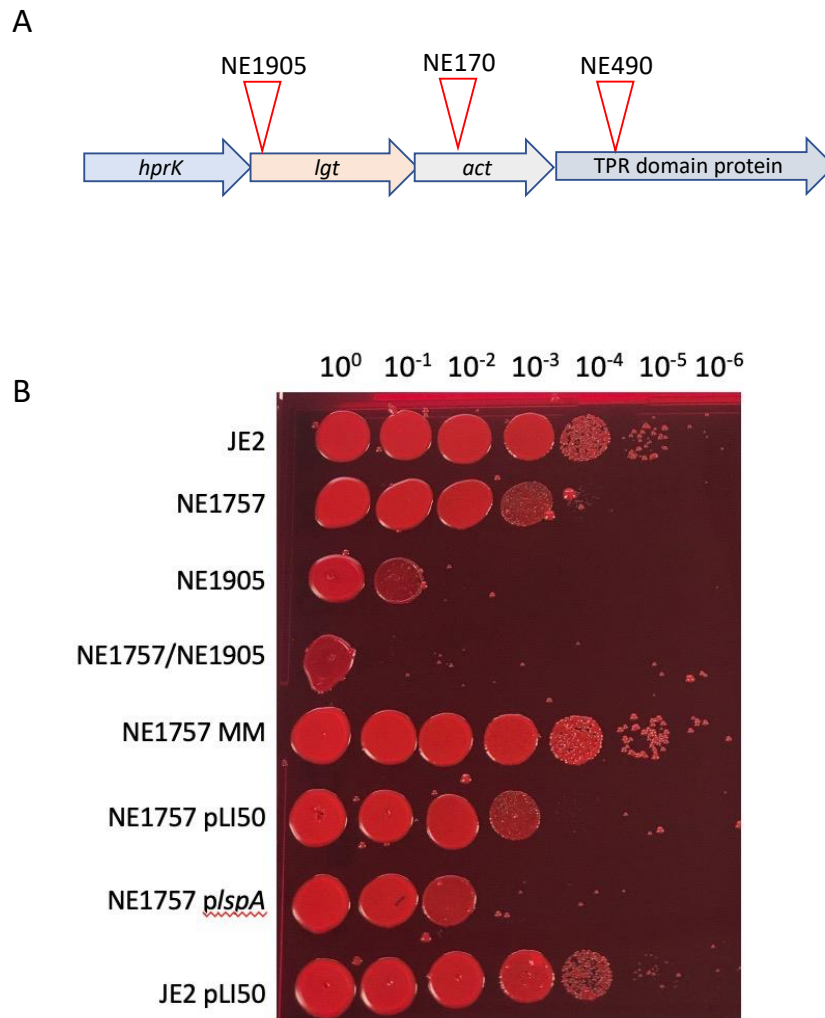 A
NE1905
NE170
NE490
hprK
lgt
act
TPR domain protein
B
10⁰ 10⁻¹ 10⁻² 10⁻³ 10⁻⁴ 10⁻⁵ 10⁻⁶
JE2
NE1757
NE1905
NE1757/NE1905
NE1757 MM
NE1757 pLI50
NE1757 plspA
JE2 pLI50